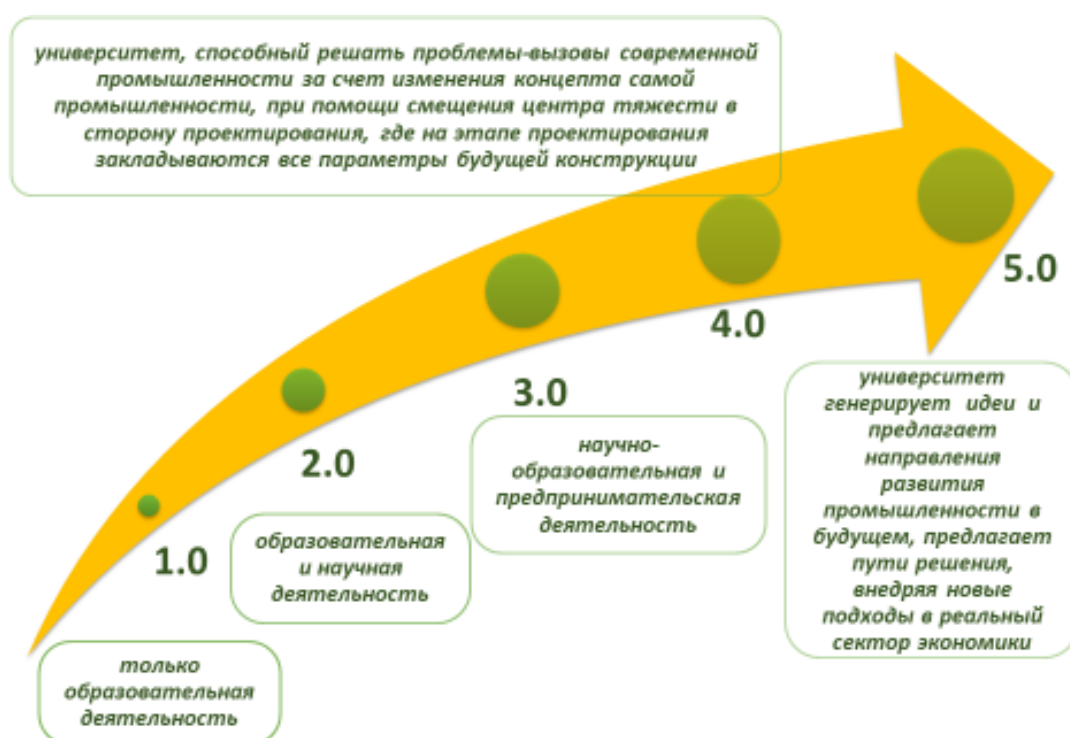 университет, способный решать проблемы-вызовы современной
промышленности за счет изменения концепта самой
промышленности, при помощи смещения центра тяжести в
сторону проектирования, где на этапе проектирования
закладываются все параметры будущей конструкции
5.0
4.0
3.0
2.0
1.0
университет
генерирует идеи и
предлагает
направления
развития
промышленности в
будущем, предлагает
пути решения,
внедряя новые
подходы в реальный
сектор экономики
научно-
образовательная и
предпринимательская
деятельность
образовательная
и научная
деятельность
только
образовательная
деятельность